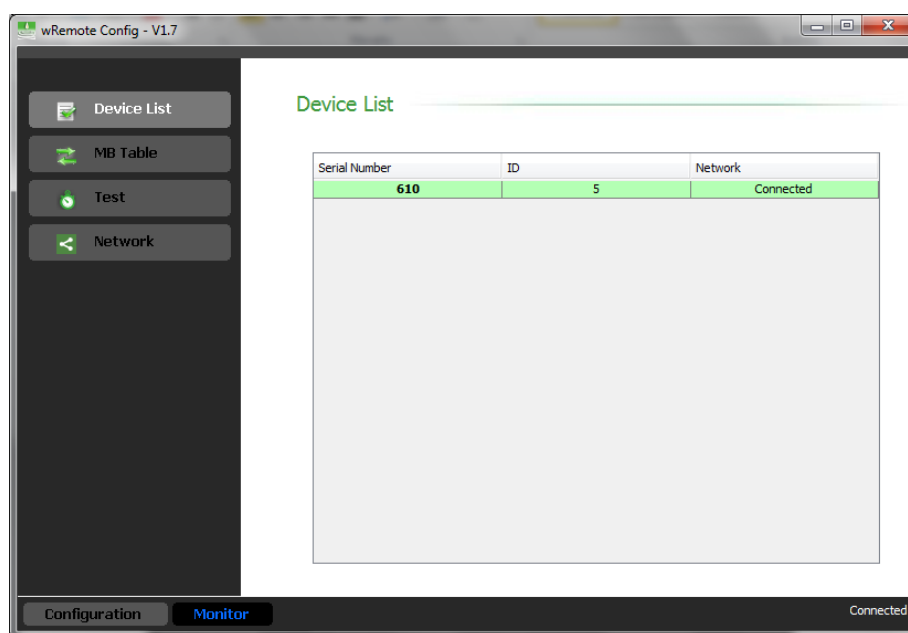 wRemote Config - V1.7
Device List
MB Table
Test
Network
Device List
Serial Number ID Network
610 5 Connected
Configuration Monitor Connected